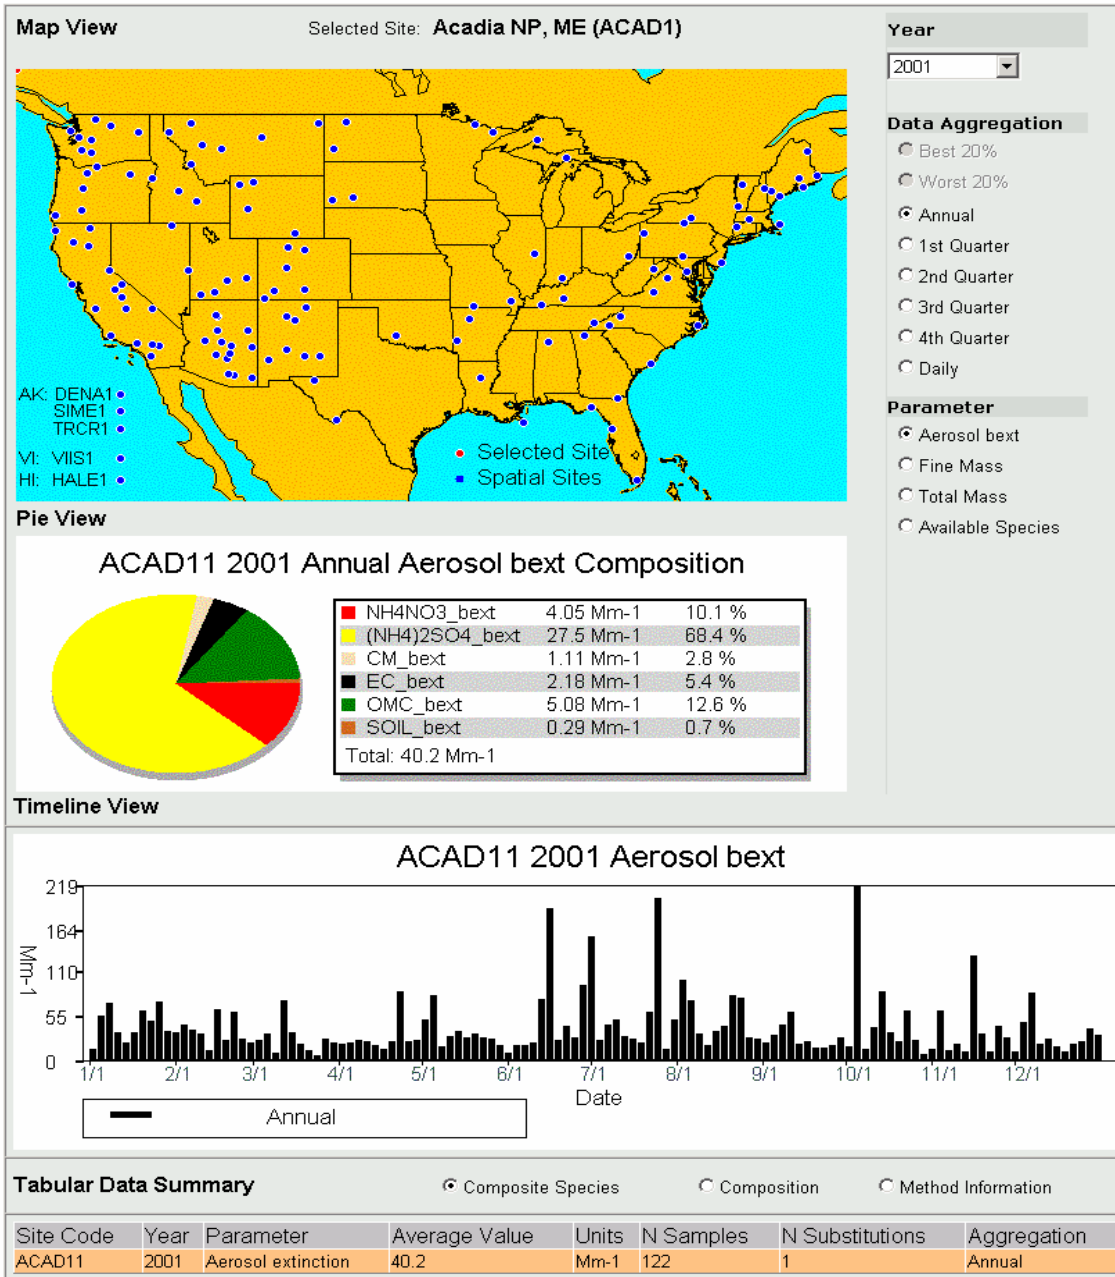 Map View
Selected Site: Acadia NP, ME (ACAD1)
AK: DENA1
SIME1
TRCR1
VI: VIIS1
HI: HALE1
Selected Site
Spatial Sites
Year
2001
Data Aggregation
Best 20%
Worst 20%
Annual
1st Quarter
2nd Quarter
3rd Quarter
4th Quarter
Daily
Parameter
Aerosol bext
Fine Mass
Total Mass
Available Species
Pie View
ACAD11 2001 Annual Aerosol bext Composition
NH4NO3_bext 4.05 Mm-1 10.1 %
(NH4)2SO4_bext 27.5 Mm-1 68.4 %
CM_bext 1.11 Mm-1 2.8 %
EC_bext 2.18 Mm-1 5.4 %
OMC_bext 5.08 Mm-1 12.6 %
SOIL_bext 0.29 Mm-1 0.7 %
Total: 40.2 Mm-1
Timeline View
ACAD11 2001 Aerosol bext
219
164
110
55
0
Mm-1
1/1 2/1 3/1 4/1 5/1 6/1 7/1 8/1 9/1 10/1 11/1 12/1
Date
Annual
Tabular Data Summary Composite Species Composition Method Information
Site Code Year Parameter Average Value Units N Samples N Substitutions Aggregation
ACAD11 2001 Aerosol extinction 40.2 Mm-1 122 1 Annual